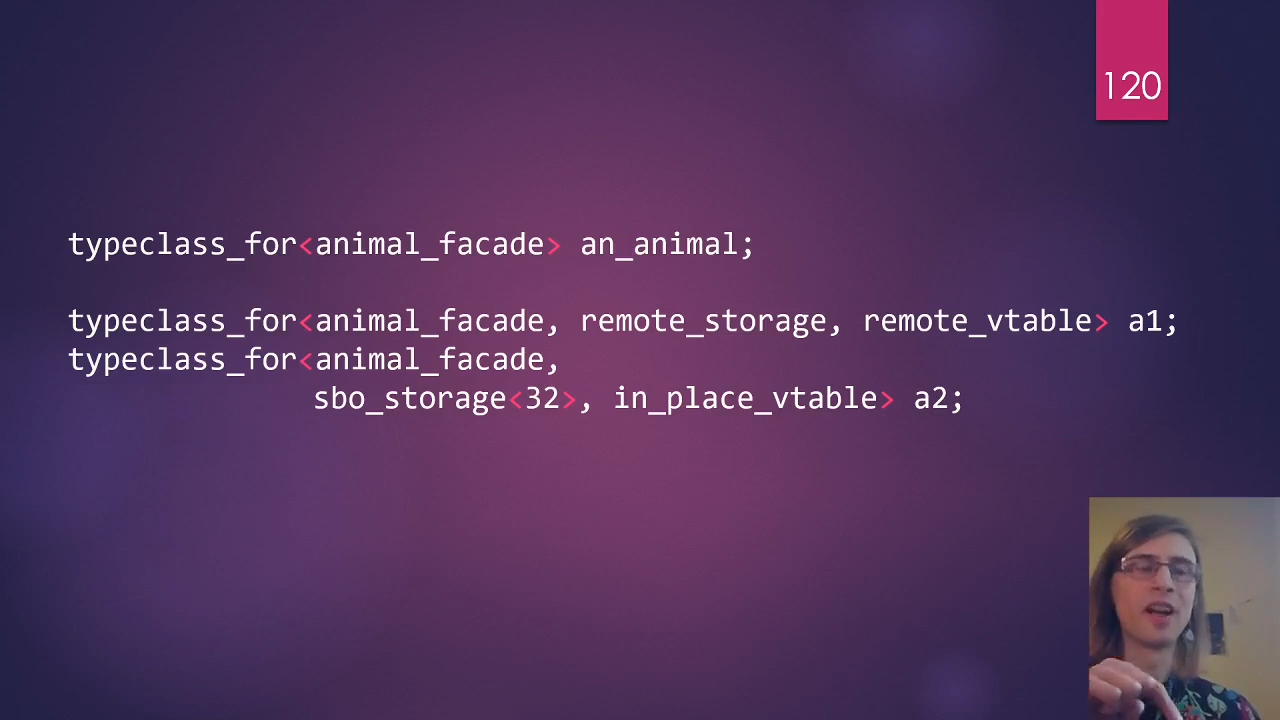 120
typeclass_for<animal_facade> an_animal;
typeclass_for<animal_facade, remote_storage, remote_vtable> a1;
typeclass_for<animal_facade,
sbo_storage<32>, in_place_vtable> a2;